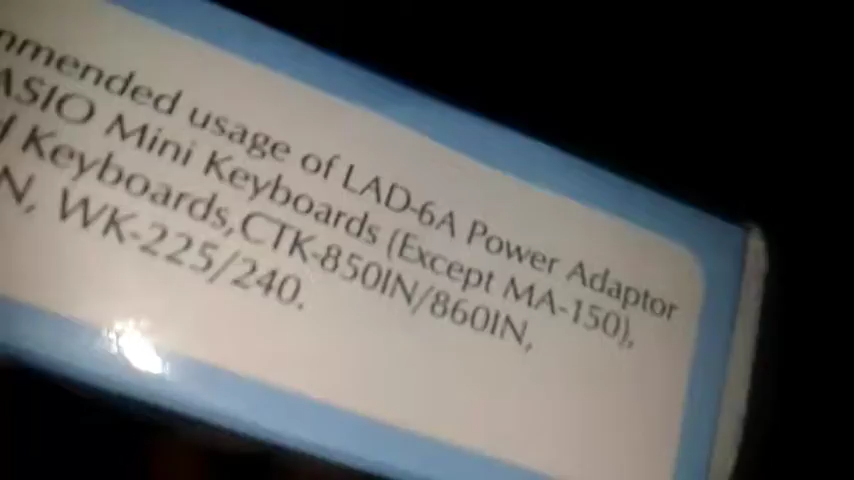 mmended usage of LAD-6A Power Adaptor
ASIO Mini Keyboards (Except MA-150),
d Keyboards,CTK-850IN/860IN,
N, WK-225/240.